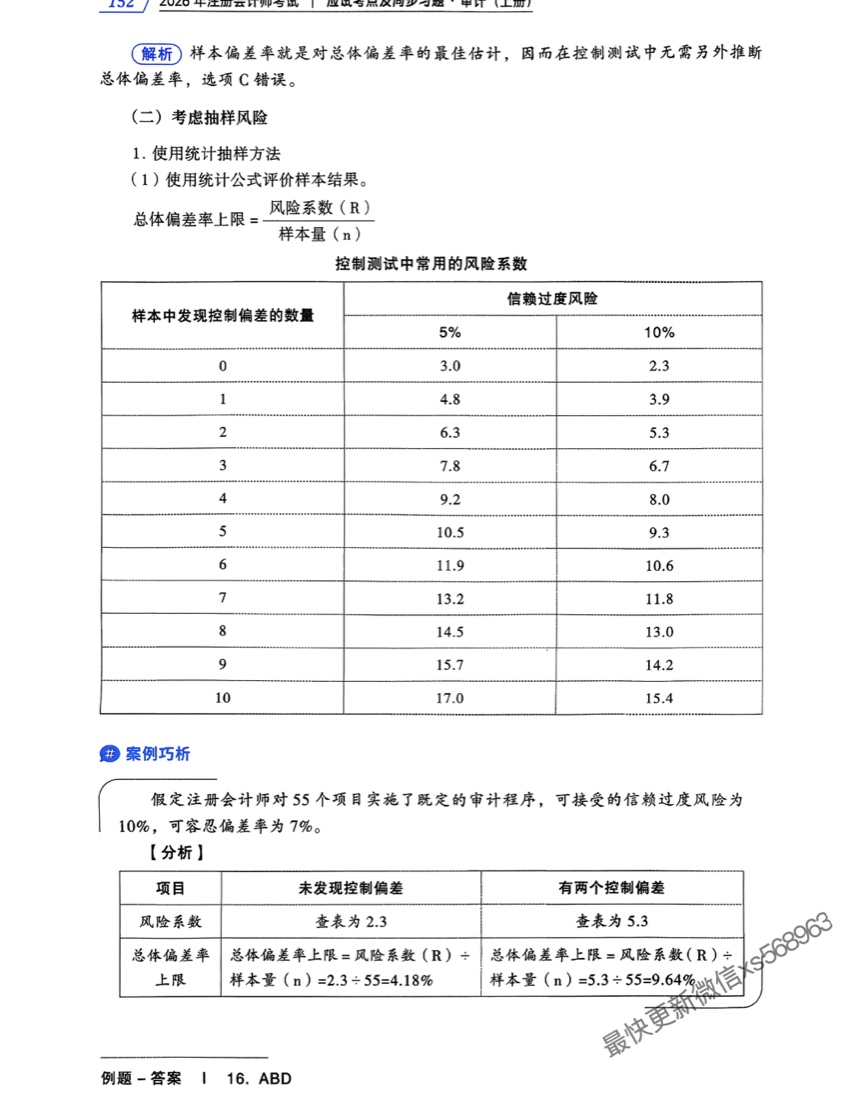 152 / 2026 年注册会计师考试 | 应试考点及同步习题·审计（上册）
解析 样本偏差率就是对总体偏差率的最佳估计，因而在控制测试中无需另外推断
总体偏差率，选项 C 错误。
（二）考虑抽样风险
1. 使用统计抽样方法
（1）使用统计公式评价样本结果。
总体偏差率上限 = 风险系数（R）
样本量（n）
控制测试中常用的风险系数
样本中发现控制偏差的数量 信赖过度风险
5% 10%
0 3.0 2.3
1 4.8 3.9
2 6.3 5.3
3 7.8 6.7
4 9.2 8.0
5 10.5 9.3
6 11.9 10.6
7 13.2 11.8
8 14.5 13.0
9 15.7 14.2
10 17.0 15.4
# 案例巧析
假定注册会计师对 55 个项目实施了既定的审计程序，可接受的信赖过度风险为
10%，可容忍偏差率为 7%。
【分析】
项目 未发现控制偏差 有两个控制偏差
风险系数 查表为 2.3 查表为 5.3
总体偏差率 总体偏差率上限 = 风险系数（R）÷ 总体偏差率上限 = 风险系数（R）÷
上限 样本量（n）=2.3÷55=4.18% 样本量（n）=5.3÷55=9.64%
最快更新微信xs568963
例题 – 答案 | 16. ABD